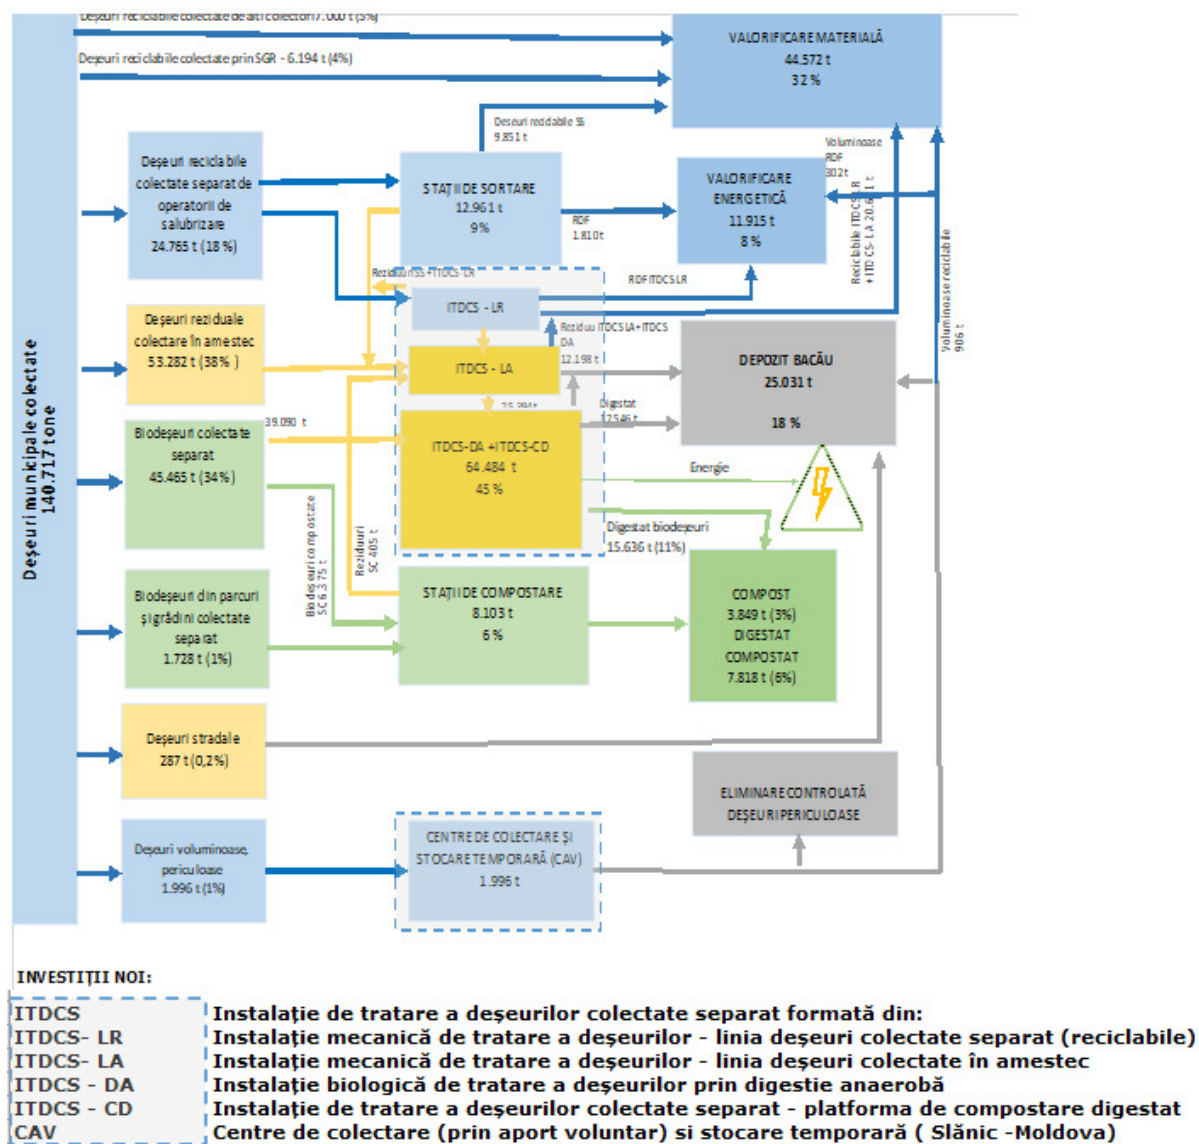 Deșeuri reciclabile colectate de alti colectori 7.000 t (5%)
Deșeuri reciclabile colectate prin SGR - 6.194 t (4%)
VALORIFICARE MATERIALĂ
44.572 t
32 %
Deseuri reciclabile SS
9.851 t
Deșeuri reciclabile
colectate separat de
operatorii de
salubrizare
24.765 t (18 %)
STAȚII DE SORTARE
12.961 t
9%
VALORIFICARE
ENERGETICĂ
11.915 t
8 %
Voluminoase
RDF
302 t
RDF
1.810 t
Reciclabile ITDCS LR
+ ITDCS- LA
Voluminoase reciclabile
906 t
RDF ITDCS LR
ITDCS - LR
Deșeuri reziduale
colectare în amestec
53.282 t (38% )
Reziduu ITDCS LA+ITDCS
DA
12.198 t
ITDCS - LA
DEPOZIT BACĂU
25.031 t
18 %
Digestat
39.090 t
Biodeșeuri colectate
separat
45.465 t (34%)
ITDCS-DA +ITDCS-CD
64.484 t
45 %
Energie
Digestat biodeșeuri
15.636 t (11%)
Deșeuri municipale colectate
140.717 tone
Biodeșeuri compostate
SC 6.375 t
Reziduuri
SC 405 t
Biodeșeuri din parcuri
și grădini colectate
separat
1.728 t (1%)
STAȚII DE COMPOSTARE
8.103 t
6 %
COMPOST
3.849 t (3%)
DIGESTAT
COMPOSTAT
7.818 t (6%)
Deșeuri stradale
287 t (0,2%)
ELIMINARE CONTROLATĂ
DEȘEURI PERICULOASE
Deșeuri voluminoase,
periculoase
1.996 t (1%)
CENTRE DE COLECTARE ȘI
STOCARE TEMPORARĂ (CAV)
1.996 t
INVESTIȚII NOI:
ITDCS Instalație de tratare a deșeurilor colectate separat formată din:
ITDCS- LR Instalație mecanică de tratare a deșeurilor - linia deșeuri colectate separat (reciclabile)
ITDCS- LA Instalație mecanică de tratare a deșeurilor - linia deșeuri colectate în amestec
ITDCS - DA Instalație biologică de tratare a deșeurilor prin digestie anaerobă
ITDCS - CD Instalație de tratare a deșeurilor colectate separat - platforma de compostare digestat
CAV Centre de colectare (prin aport voluntar) si stocare temporară ( Slănic -Moldova)